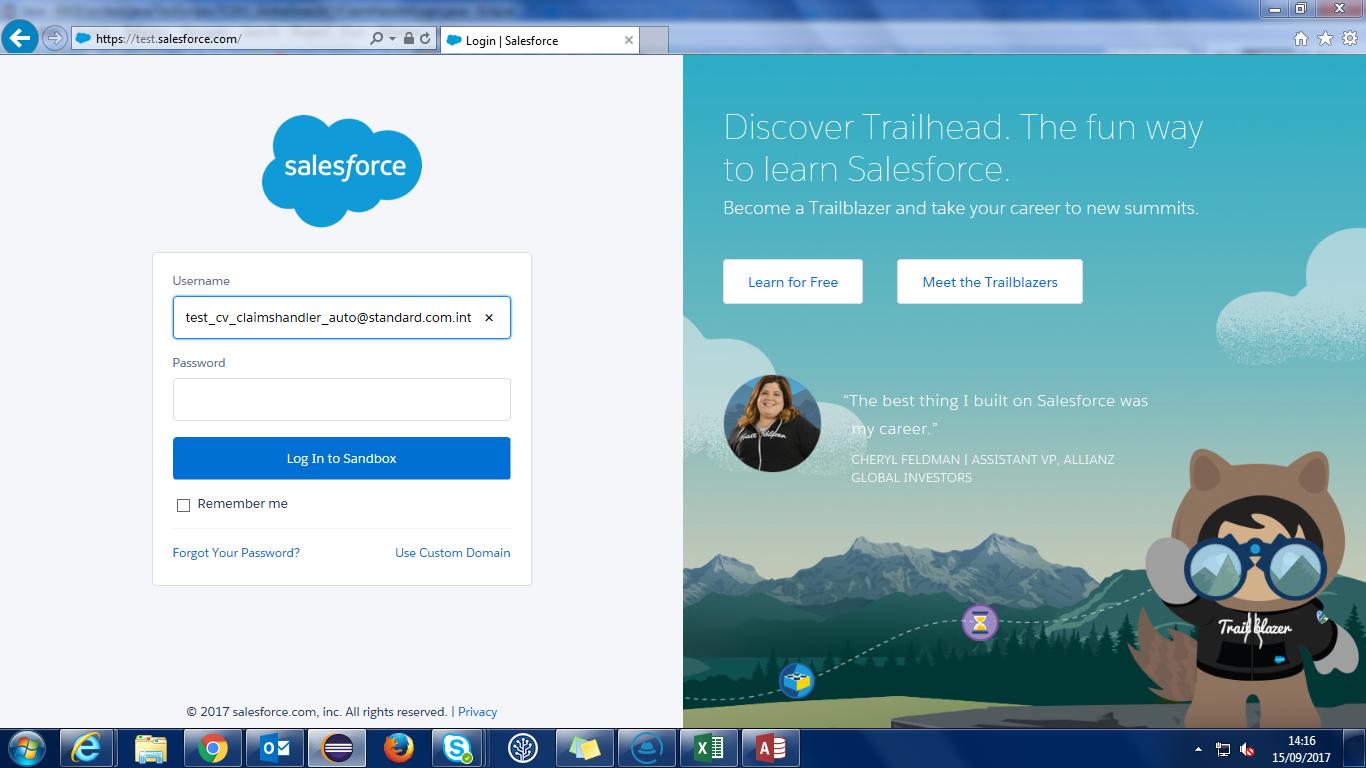 https://test.salesforce.com/
Login | Salesforce
salesforce
Username
test_cv_claimshandler_auto@standard.com.int
Password
Log In to Sandbox
Remember me
Forgot Your Password?
Use Custom Domain
© 2017 salesforce.com, inc. All rights reserved. | Privacy
Discover Trailhead. The fun way
to learn Salesforce.
Become a Trailblazer and take your career to new summits.
Learn for Free
Meet the Trailblazers
“The best thing I built on Salesforce was
my career.”
CHERYL FELDMAN | ASSISTANT VP, ALLIANZ
GLOBAL INVESTORS
Trailblazer
14:16
15/09/2017